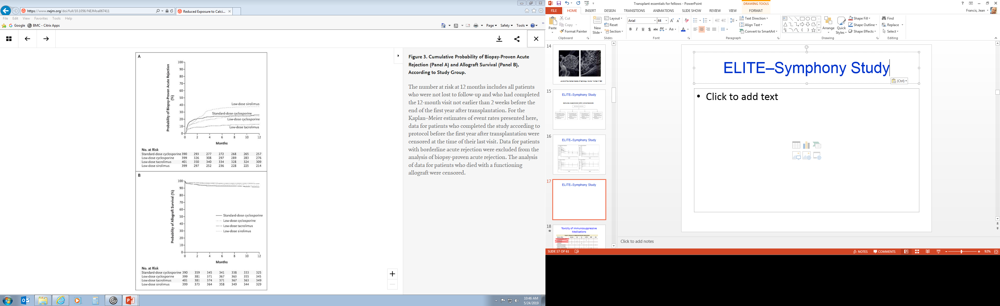 https://www.nejm.org/doi/full/10.1056/NEJMoa067411
Reduced Exposure to Calci...
File Edit View Favorites Tools Help
Google BMC - Citrix Apps
Page Safety Tools
A
Probability of Biopsy-Proven Acute Rejection (%)
100
90
80
70
60
50
40
30
20
10
0
Low-dose sirolimus
Standard-dose cyclosporine
Low-dose cyclosporine
Low-dose tacrolimus
0 2 4 6 8 10 12
Months
No. at Risk
Standard-dose cyclosporine 390 293 277 272 268 265 257
Low-dose cyclosporine 399 326 308 297 289 283 276
Low-dose tacrolimus 401 350 340 334 328 324 309
Low-dose sirolimus 399 297 252 236 228 225 214
B
Probability of Allograft Survival (%)
100
90
80
70
60
50
40
30
20
10
0
Standard-dose cyclosporine
Low-dose cyclosporine
Low-dose tacrolimus
Low-dose sirolimus
0 2 4 6 8 10 12
Months
No. at Risk
Standard-dose cyclosporine 390 359 345 341 338 333 325
Low-dose cyclosporine 399 381 371 367 363 355 345
Low-dose tacrolimus 401 381 374 371 367 363 349
Low-dose sirolimus 399 373 364 358 349 344 329
Figure 3. Cumulative Probability of Biopsy-Proven Acute
Rejection (Panel A) and Allograft Survival (Panel B),
According to Study Group.
The number at risk at 12 months includes all patients
who were not lost to follow-up and who had completed
the 12-month visit not earlier than 2 weeks before the
end of the first year after transplantation. For the
Kaplan–Meier estimates of event rates presented here,
data for patients who completed the study according to
protocol before the first year after transplantation were
censored at the time of their last visit. Data for patients
with borderline acute rejection were excluded from the
analysis of biopsy-proven acute rejection. The analysis
of data for patients who died with a functioning
allograft were censored.
10:46 AM
5/24/2019
Transplant essentials for fellows - PowerPoint
DRAWING TOOLS
FILE HOME INSERT DESIGN TRANSITIONS ANIMATIONS SLIDE SHOW REVIEW VIEW FORMAT
Francis, Jean
Paste
Cut
Copy
Format Painter
Clipboard
New Slide
Layout
Reset
Section
Slides
Arial 44
B I U S abc AV Aa A
Font
Text Direction
Align Text
Convert to SmartArt
Paragraph
Arrange
Quick Styles
Shape Fill
Shape Outline
Shape Effects
Drawing
Find
Replace
Select
Editing
14
15
ELITE–Symphony Study
16
ELITE–Symphony Study
17
ELITE–Symphony Study
18
Toxicity of Immunosuppressive
Medications
ELITE–Symphony Study
(Ctrl)
• Click to add text
Click to add notes
SLIDE 17 OF 61
NOTES
COMMENTS
92%